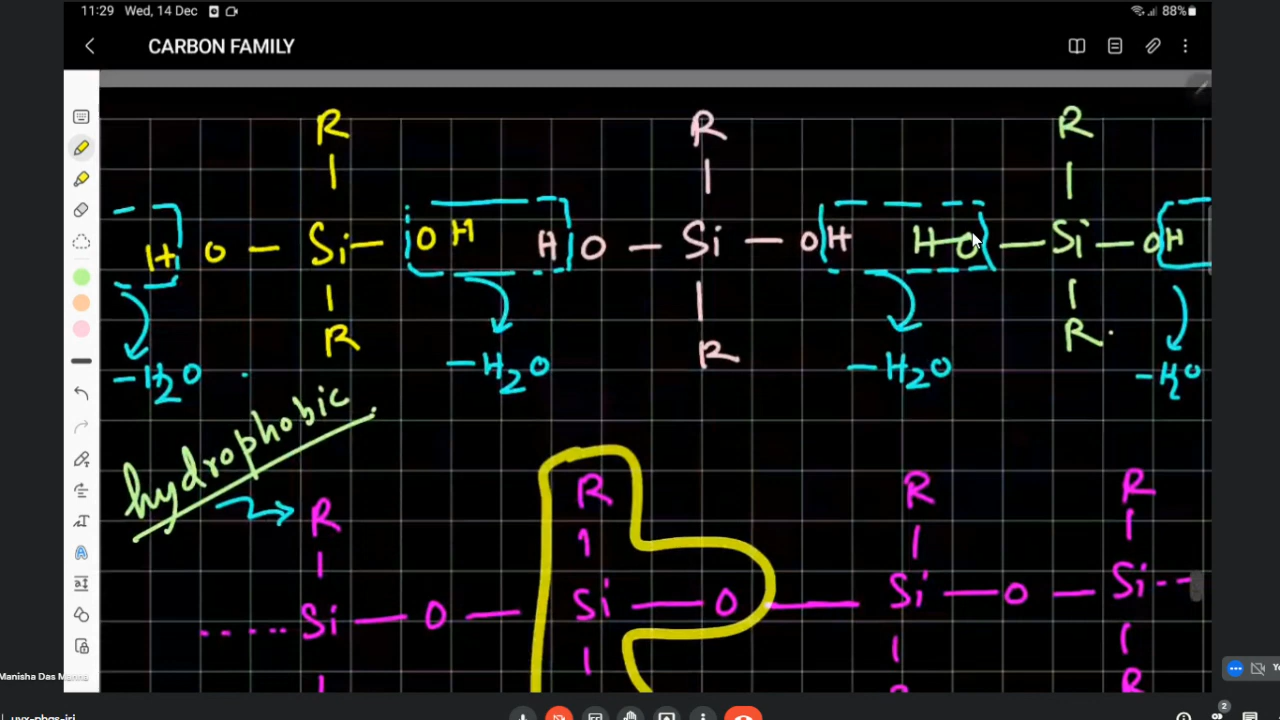 11:29 Wed, 14 Dec 88%
CARBON FAMILY
R R R
H O — Si — OH H O — Si — OH HO — Si — OH
R R R
-H2O -H2O -H2O -H2O
hydrophobic
R R R R
Si — O — Si — O — Si — O — Si
R
Manisha Das Manna
2